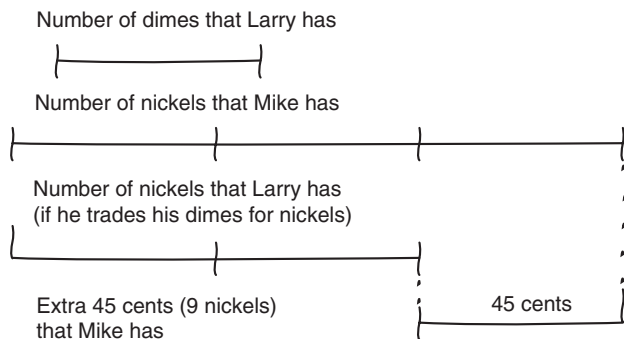 Number of dimes that Larry has
Number of nickels that Mike has
Number of nickels that Larry has
(if he trades his dimes for nickels)
Extra 45 cents (9 nickels)
that Mike has
45 cents